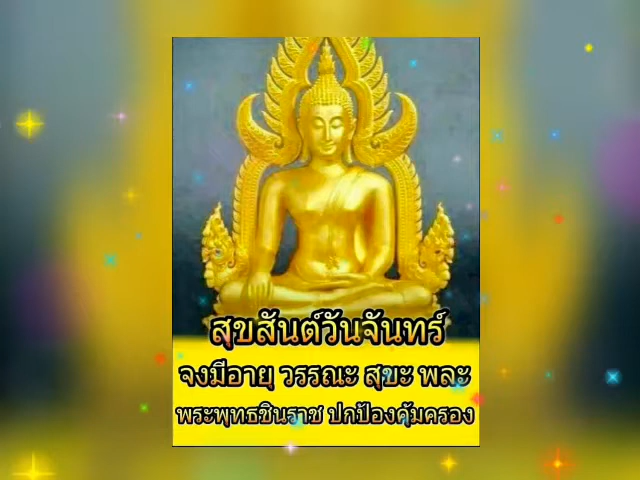 สุขสันต์วันจันทร์
จงมีอายุ วรรณะ สุขะ พละ
พระพุทธชินราช ปกป้องคุ้มครอง